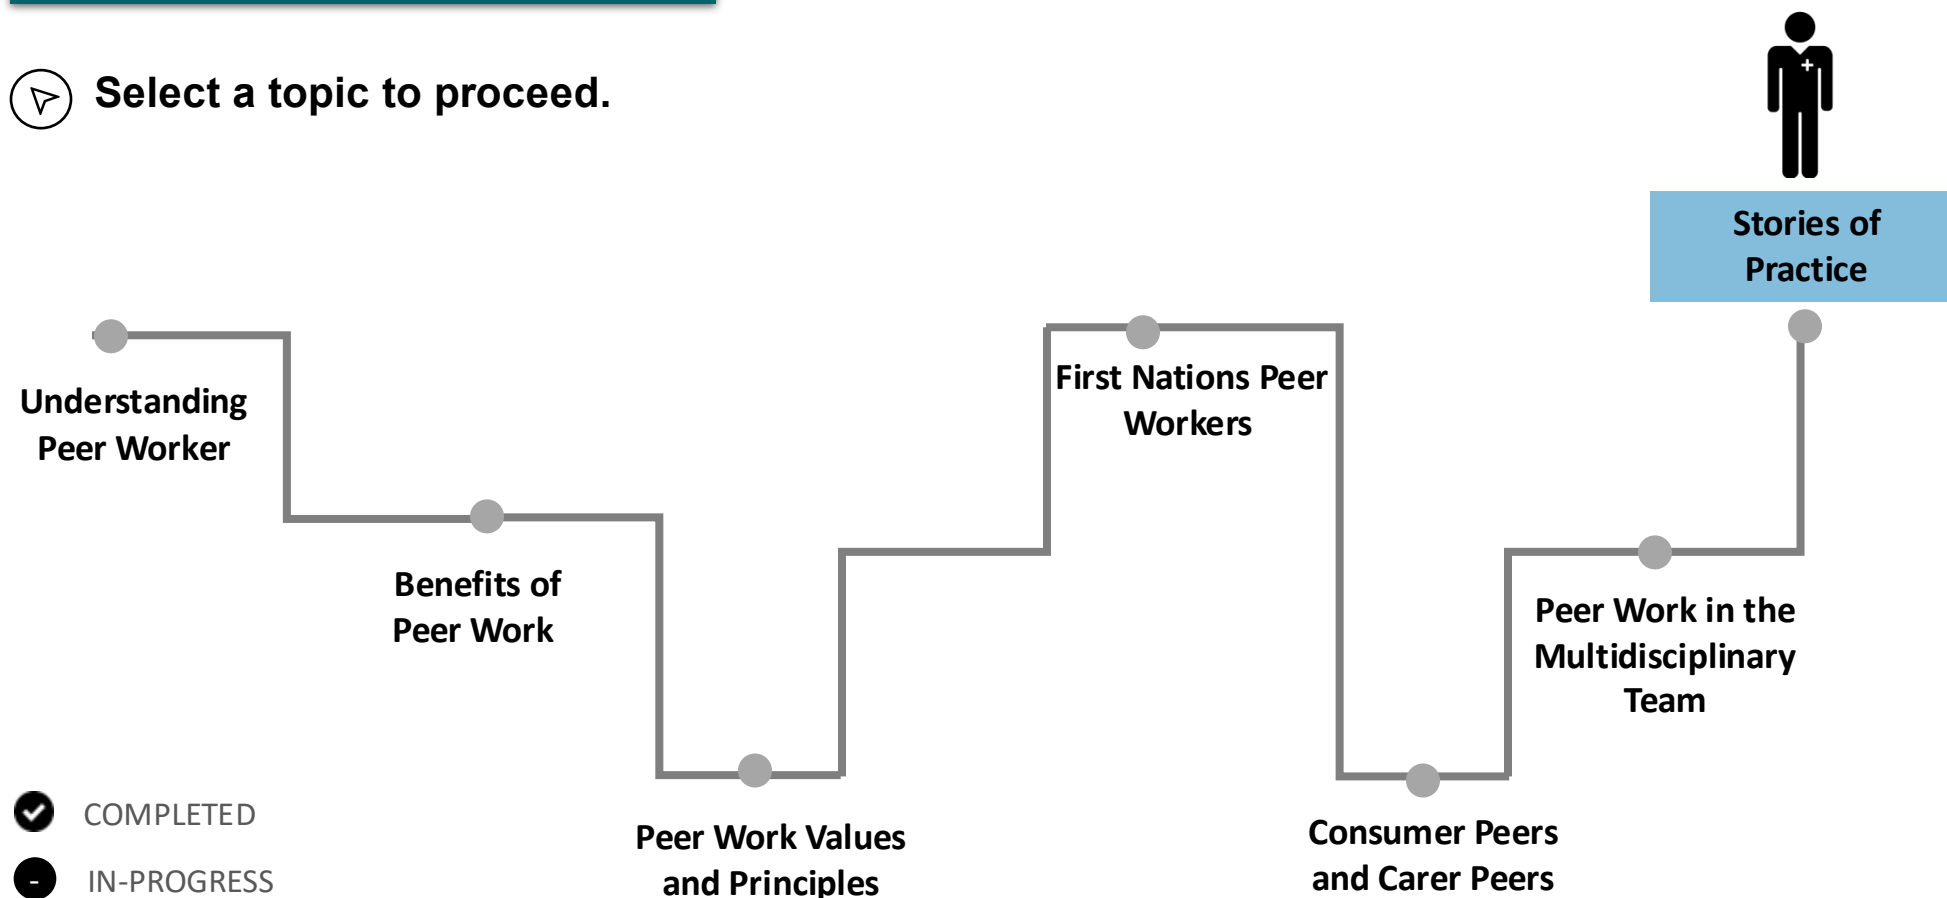 Select a topic to proceed.
Stories of
Practice
Understanding
Peer Worker
First Nations Peer
Workers
Benefits of
Peer Work
Peer Work in the
Multidisciplinary
Team
Peer Work Values
and Principles
Consumer Peers
and Carer Peers
COMPLETED
- IN-PROGRESS